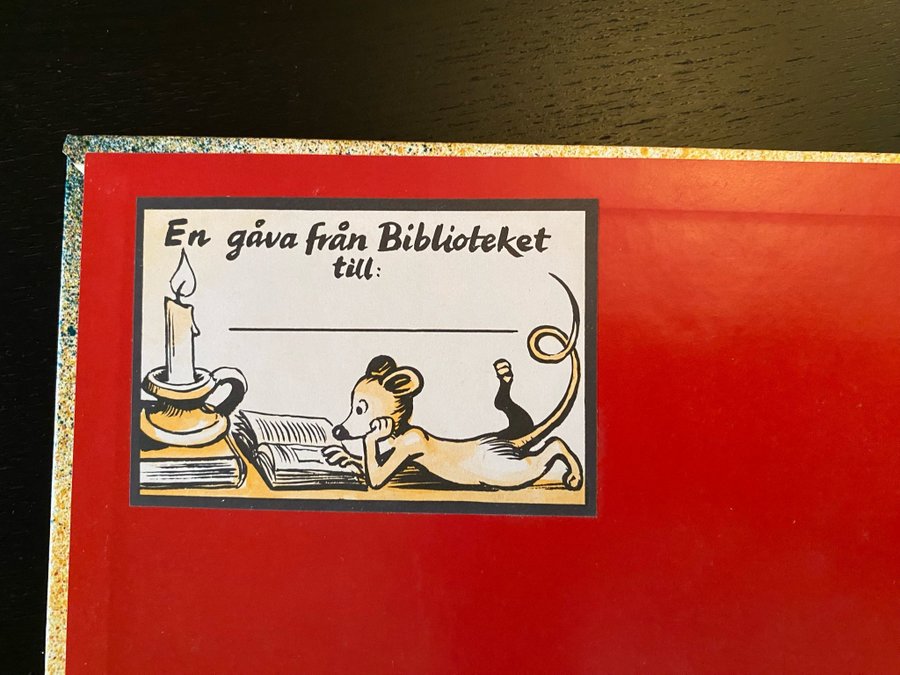 En gåva från Biblioteket
till: